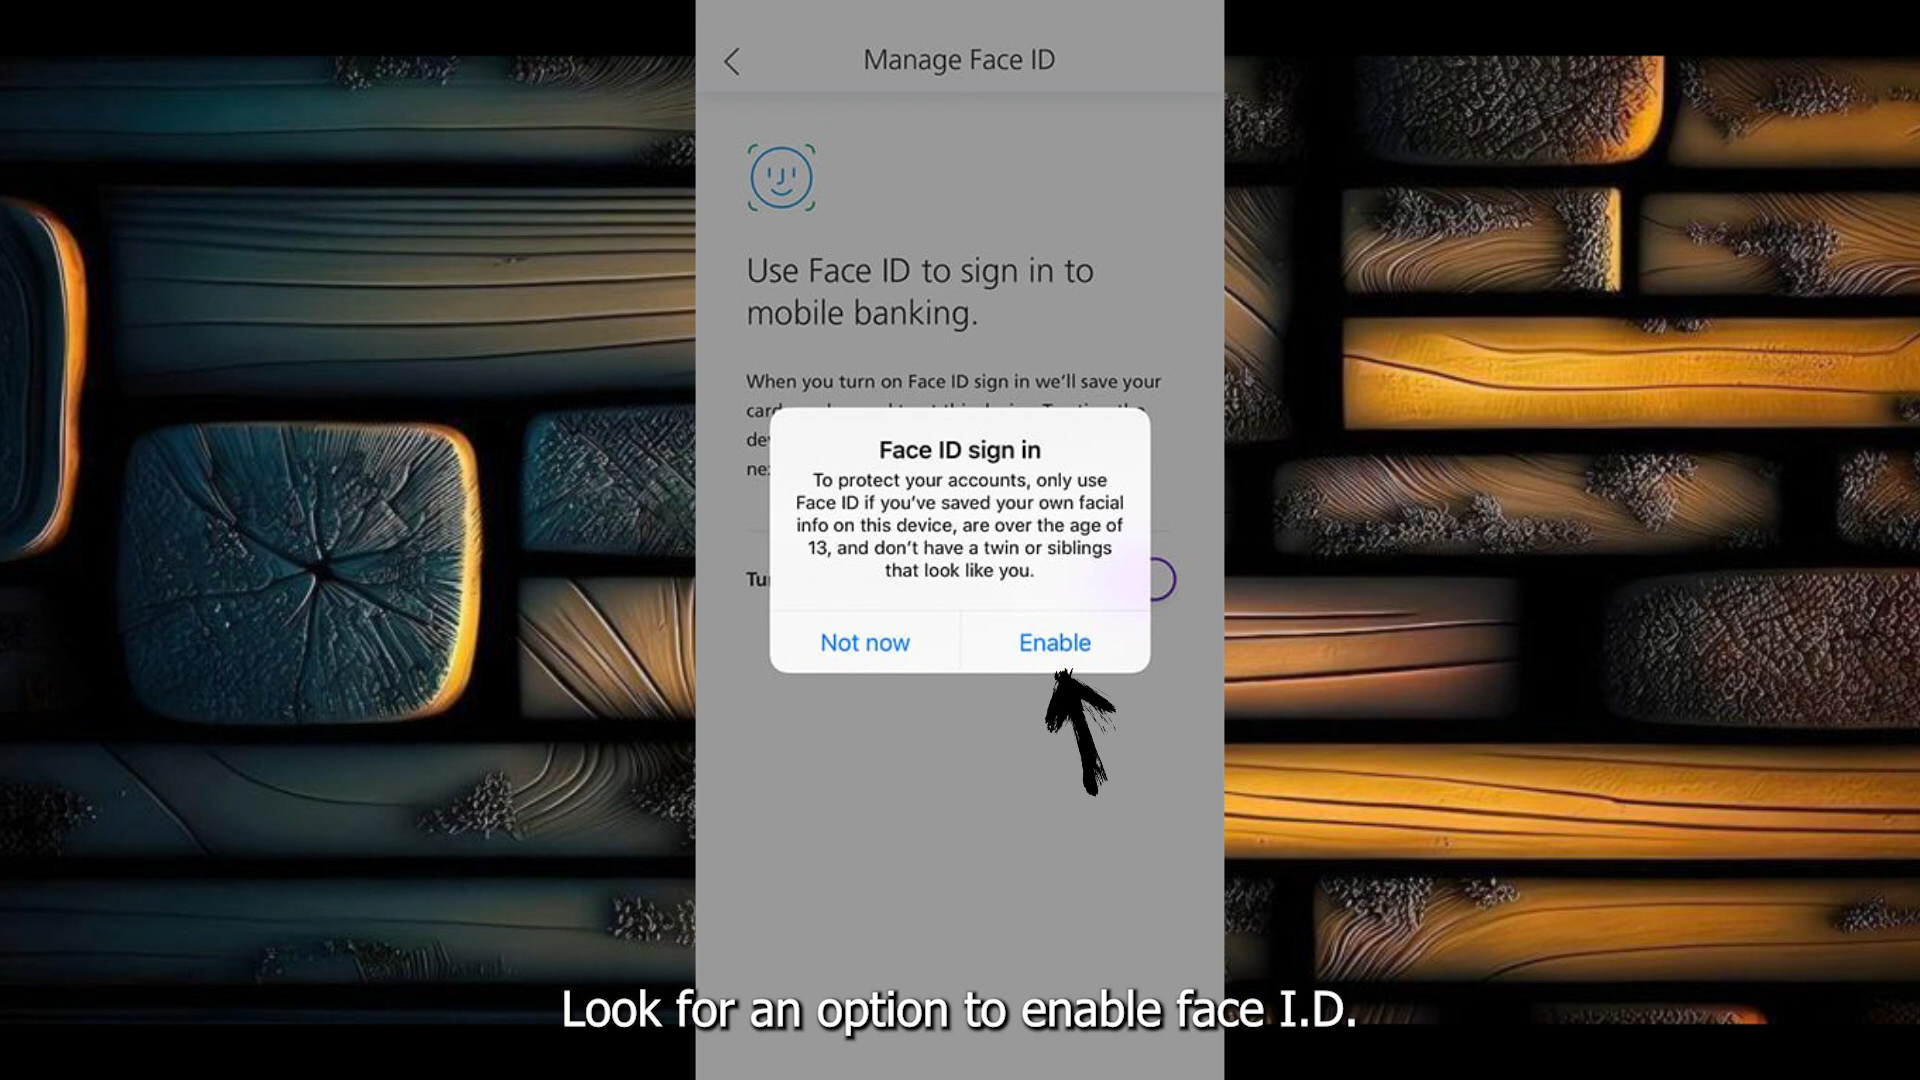 Manage Face ID
Use Face ID to sign in to
mobile banking.
When you turn on Face ID sign in we'll save your
Face ID sign in
To protect your accounts, only use
Face ID if you've saved your own facial
info on this device, are over the age of
13, and don't have a twin or siblings
that look like you.
Not now
Enable
Look for an option to enable face I.D.